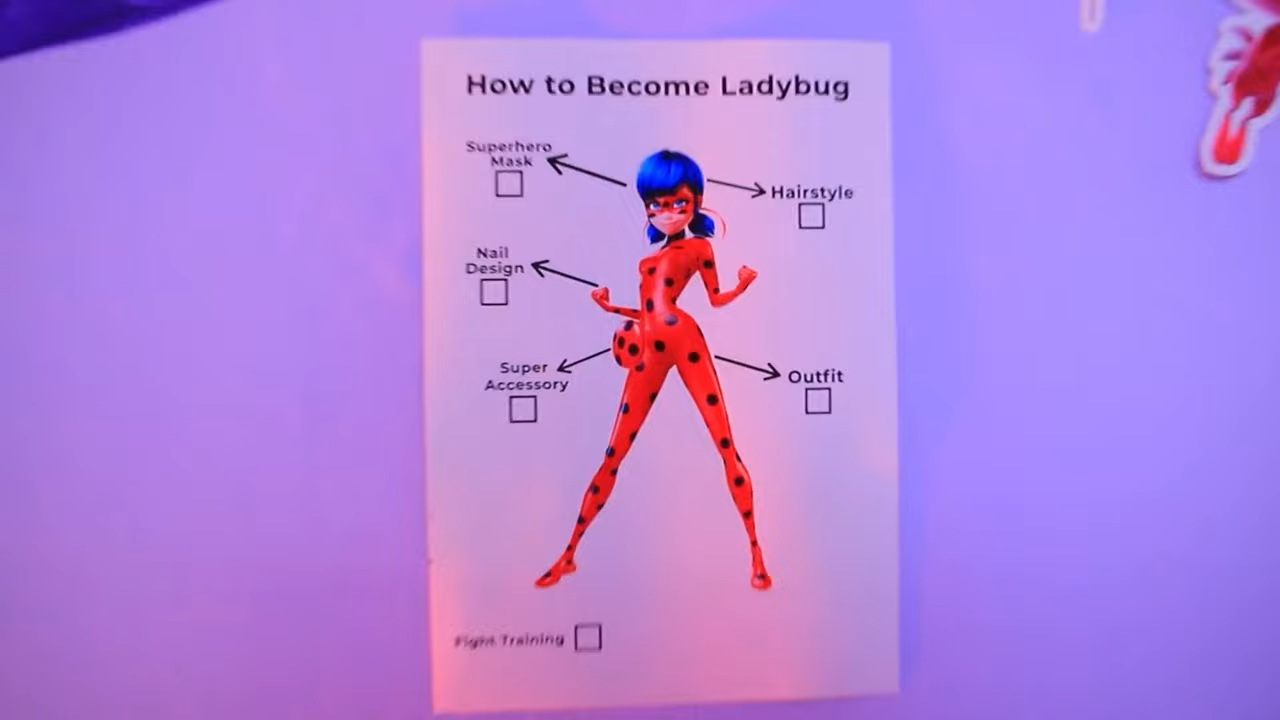 How to Become Ladybug
Superhero
Mask
Hairstyle
Nail
Design
Super
Accessory
Outfit
Fight Training